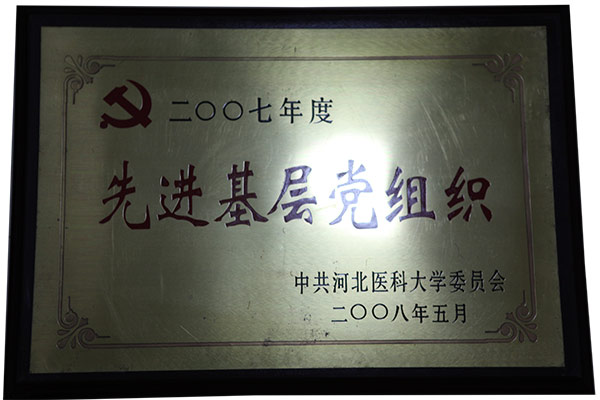 二〇〇七年度
先进基层党组织
中共河北医科大学委员会
二〇〇八年五月